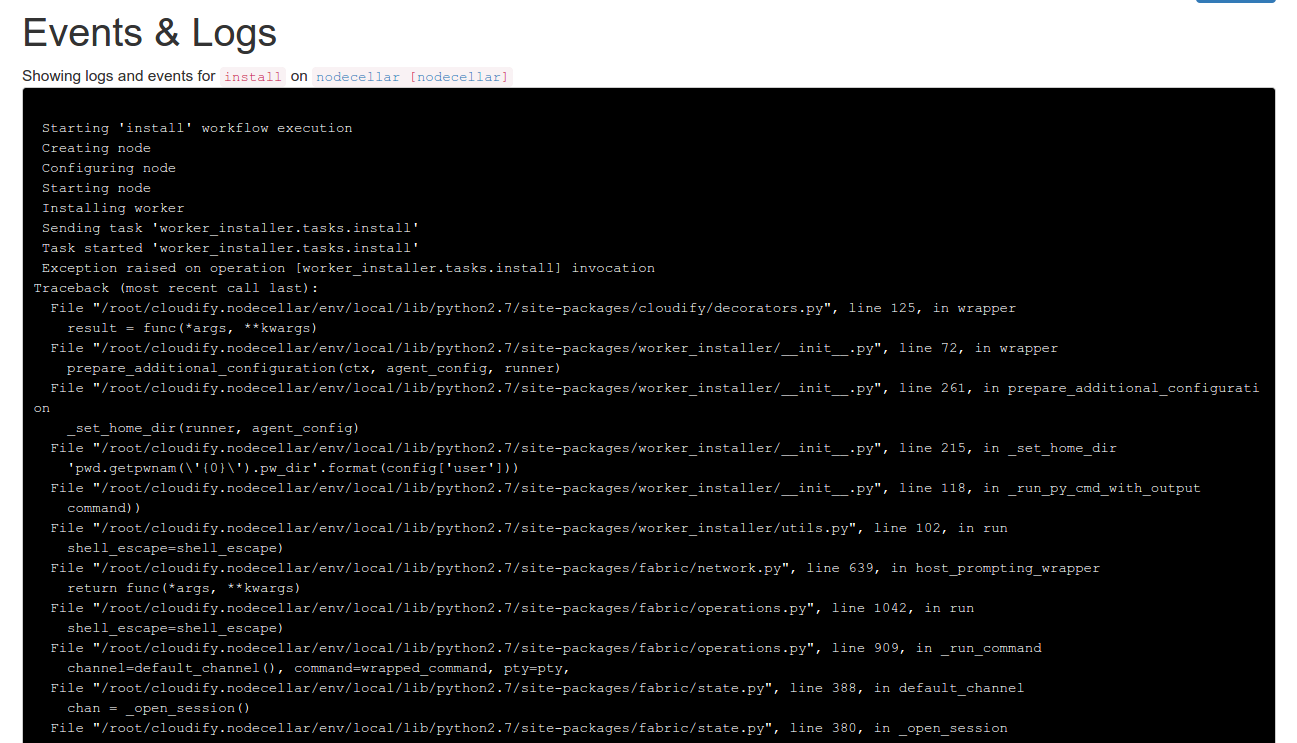 Events & Logs
Showing logs and events for install on nodecellar [nodecellar]
Starting 'install' workflow execution
Creating node
Configuring node
Starting node
Installing worker
Sending task 'worker_installer.tasks.install'
Task started 'worker_installer.tasks.install'
Exception raised on operation [worker_installer.tasks.install] invocation
Traceback (most recent call last):
File "/root/cloudify.nodecellar/env/local/lib/python2.7/site-packages/cloudify/decorators.py", line 125, in wrapper
result = func(*args, **kwargs)
File "/root/cloudify.nodecellar/env/local/lib/python2.7/site-packages/worker_installer/__init__.py", line 72, in wrapper
prepare_additional_configuration(ctx, agent_config, runner)
File "/root/cloudify.nodecellar/env/local/lib/python2.7/site-packages/worker_installer/__init__.py", line 261, in prepare_additional_configurati
on
_set_home_dir(runner, agent_config)
File "/root/cloudify.nodecellar/env/local/lib/python2.7/site-packages/worker_installer/__init__.py", line 215, in _set_home_dir
'pwd.getpwnam(\'{0}\').pw_dir'.format(config['user']))
File "/root/cloudify.nodecellar/env/local/lib/python2.7/site-packages/worker_installer/__init__.py", line 118, in _run_py_cmd_with_output
command))
File "/root/cloudify.nodecellar/env/local/lib/python2.7/site-packages/worker_installer/utils.py", line 102, in run
shell_escape=shell_escape)
File "/root/cloudify.nodecellar/env/local/lib/python2.7/site-packages/fabric/network.py", line 639, in host_prompting_wrapper
return func(*args, **kwargs)
File "/root/cloudify.nodecellar/env/local/lib/python2.7/site-packages/fabric/operations.py", line 1042, in run
shell_escape=shell_escape)
File "/root/cloudify.nodecellar/env/local/lib/python2.7/site-packages/fabric/operations.py", line 909, in _run_command
channel=default_channel(), command=wrapped_command, pty=pty,
File "/root/cloudify.nodecellar/env/local/lib/python2.7/site-packages/fabric/state.py", line 388, in default_channel
chan = _open_session()
File "/root/cloudify.nodecellar/env/local/lib/python2.7/site-packages/fabric/state.py", line 380, in _open_session